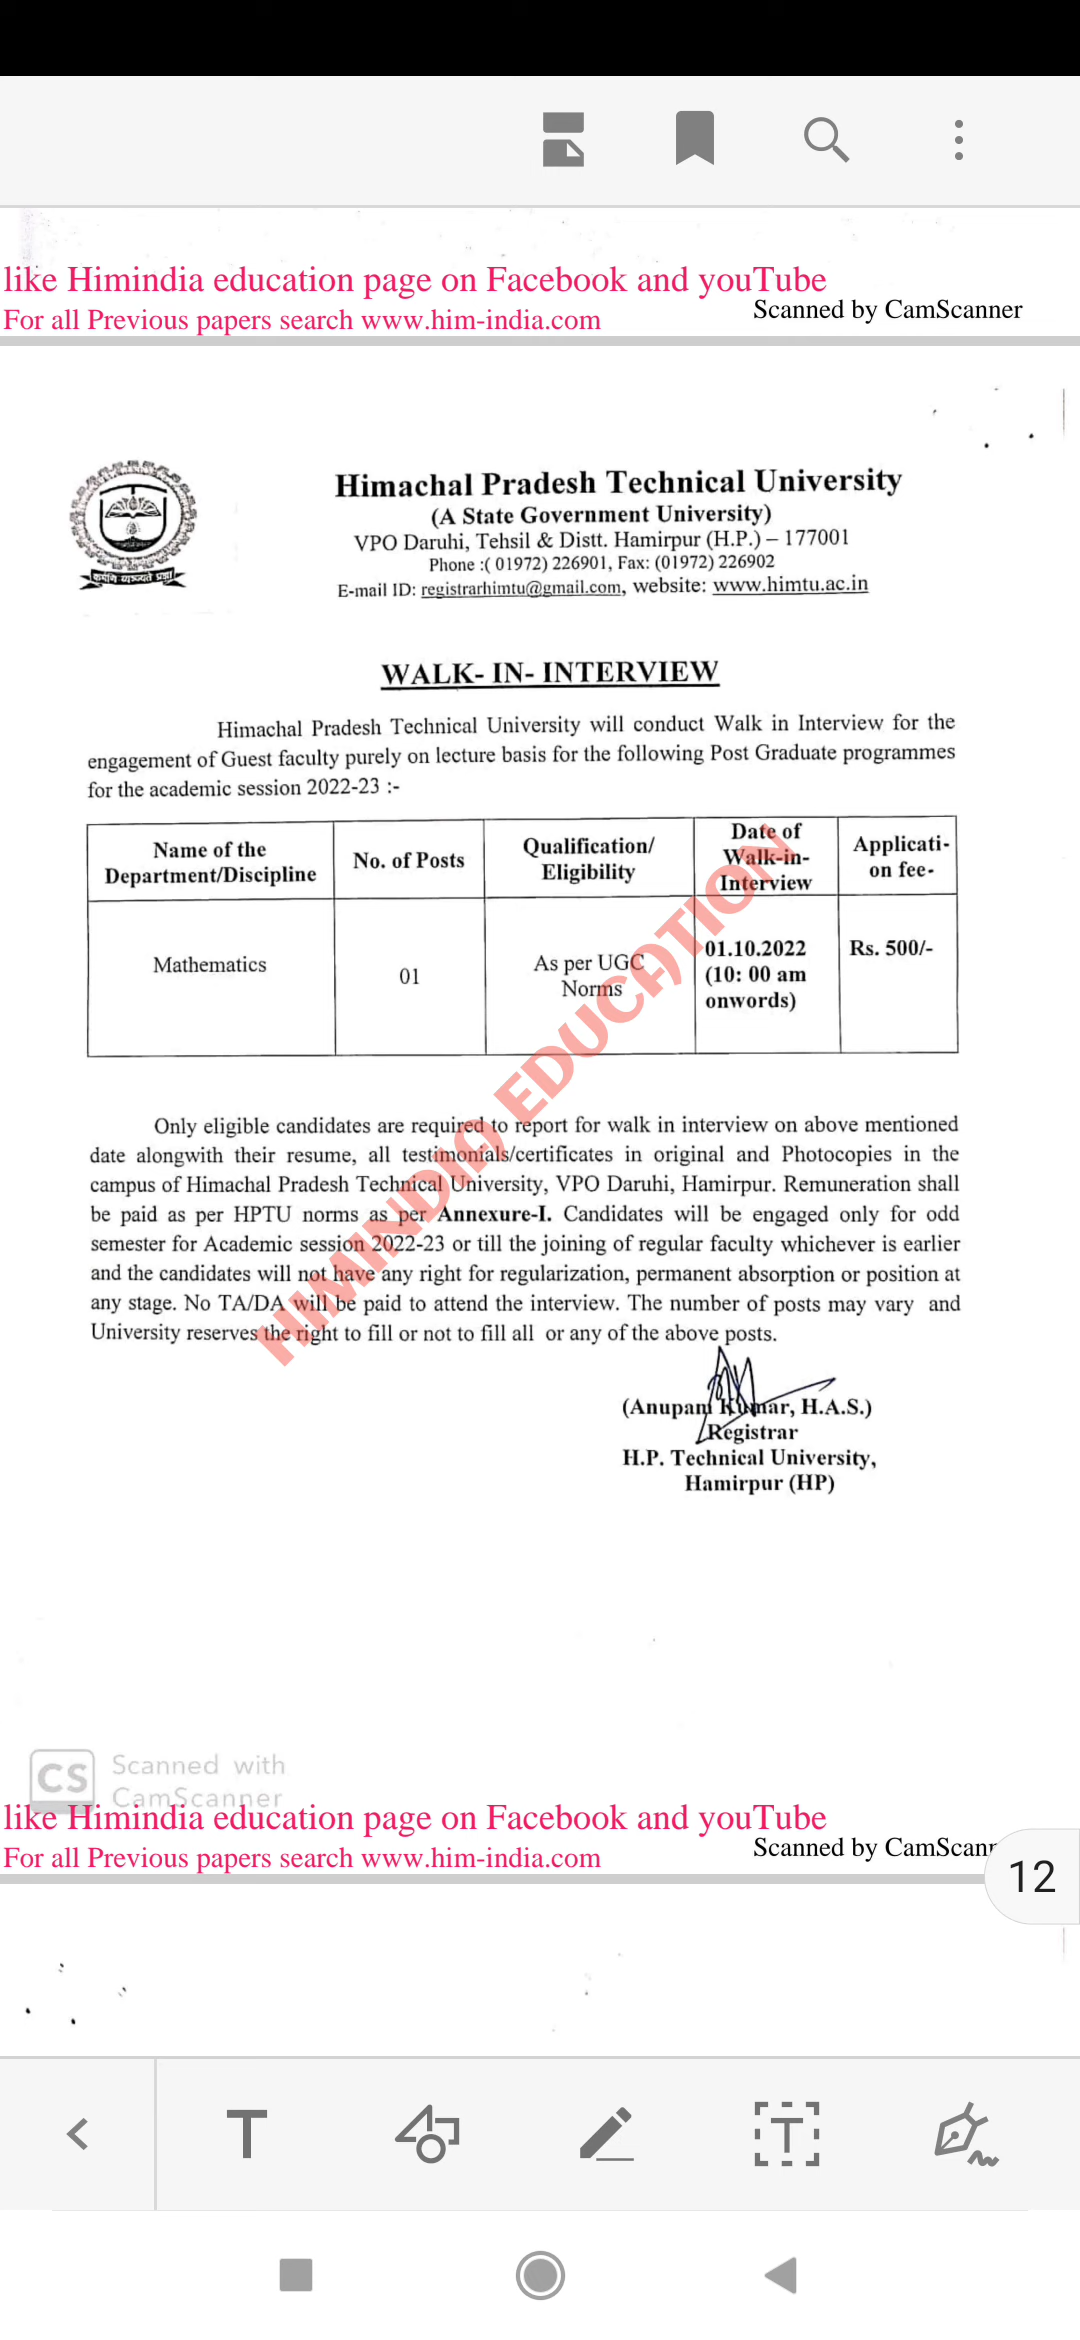 like Himindia education page on Facebook and youTube
Scanned by CamScanner
For all Previous papers search www.him-india.com
Himachal Pradesh Technical University
(A State Government University)
VPO Daruhi, Tehsil & Distt. Hamirpur (H.P.) – 177001
Phone :( 01972) 226901, Fax: (01972) 226902
E-mail ID: registrarhimtu@gmail.com, website: www.himtu.ac.in
WALK- IN- INTERVIEW
Himachal Pradesh Technical University will conduct Walk in Interview for the
engagement of Guest faculty purely on lecture basis for the following Post Graduate programmes
for the academic session 2022-23 :-
Name of the Department/Discipline No. of Posts Qualification/ Eligibility Date of Walk-in- Interview Applicati- on fee-
Mathematics 01 As per UGC Norms 01.10.2022 (10: 00 am onwords) Rs. 500/-
Only eligible candidates are required to report for walk in interview on above mentioned
date alongwith their resume, all testimonials/certificates in original and Photocopies in the
campus of Himachal Pradesh Technical University, VPO Daruhi, Hamirpur. Remuneration shall
be paid as per HPTU norms as per Annexure-I. Candidates will be engaged only for odd
semester for Academic session 2022-23 or till the joining of regular faculty whichever is earlier
and the candidates will not have any right for regularization, permanent absorption or position at
any stage. No TA/DA will be paid to attend the interview. The number of posts may vary and
University reserves the right to fill or not to fill all or any of the above posts.
HIMINDIA EDUCATION
(Anupam Kumar, H.A.S.)
Registrar
H.P. Technical University,
Hamirpur (HP)
CS Scanned with
CamScanner
like Himindia education page on Facebook and youTube
Scanned by CamScann
For all Previous papers search www.him-india.com
12